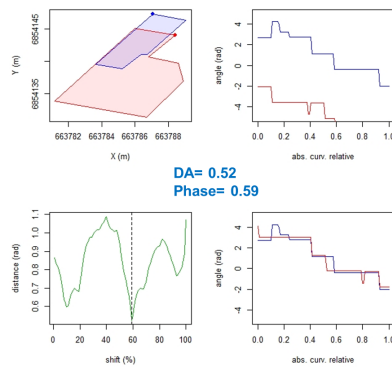 6854140
6854135
Y (m)
663782 663784 663786 663788
X (m)
4
2
0
-2
-4
angle (rad)
0.0 0.2 0.4 0.6 0.8 1.0
abs. curv. relative
DA= 0.52
Phase= 0.59
1.1
1.0
0.9
0.8
0.7
0.6
distance (rad)
0 20 40 60 80 100
shift (%)
4
2
0
-2
-4
angle (rad)
0.0 0.2 0.4 0.6 0.8 1.0
abs. curv. relative